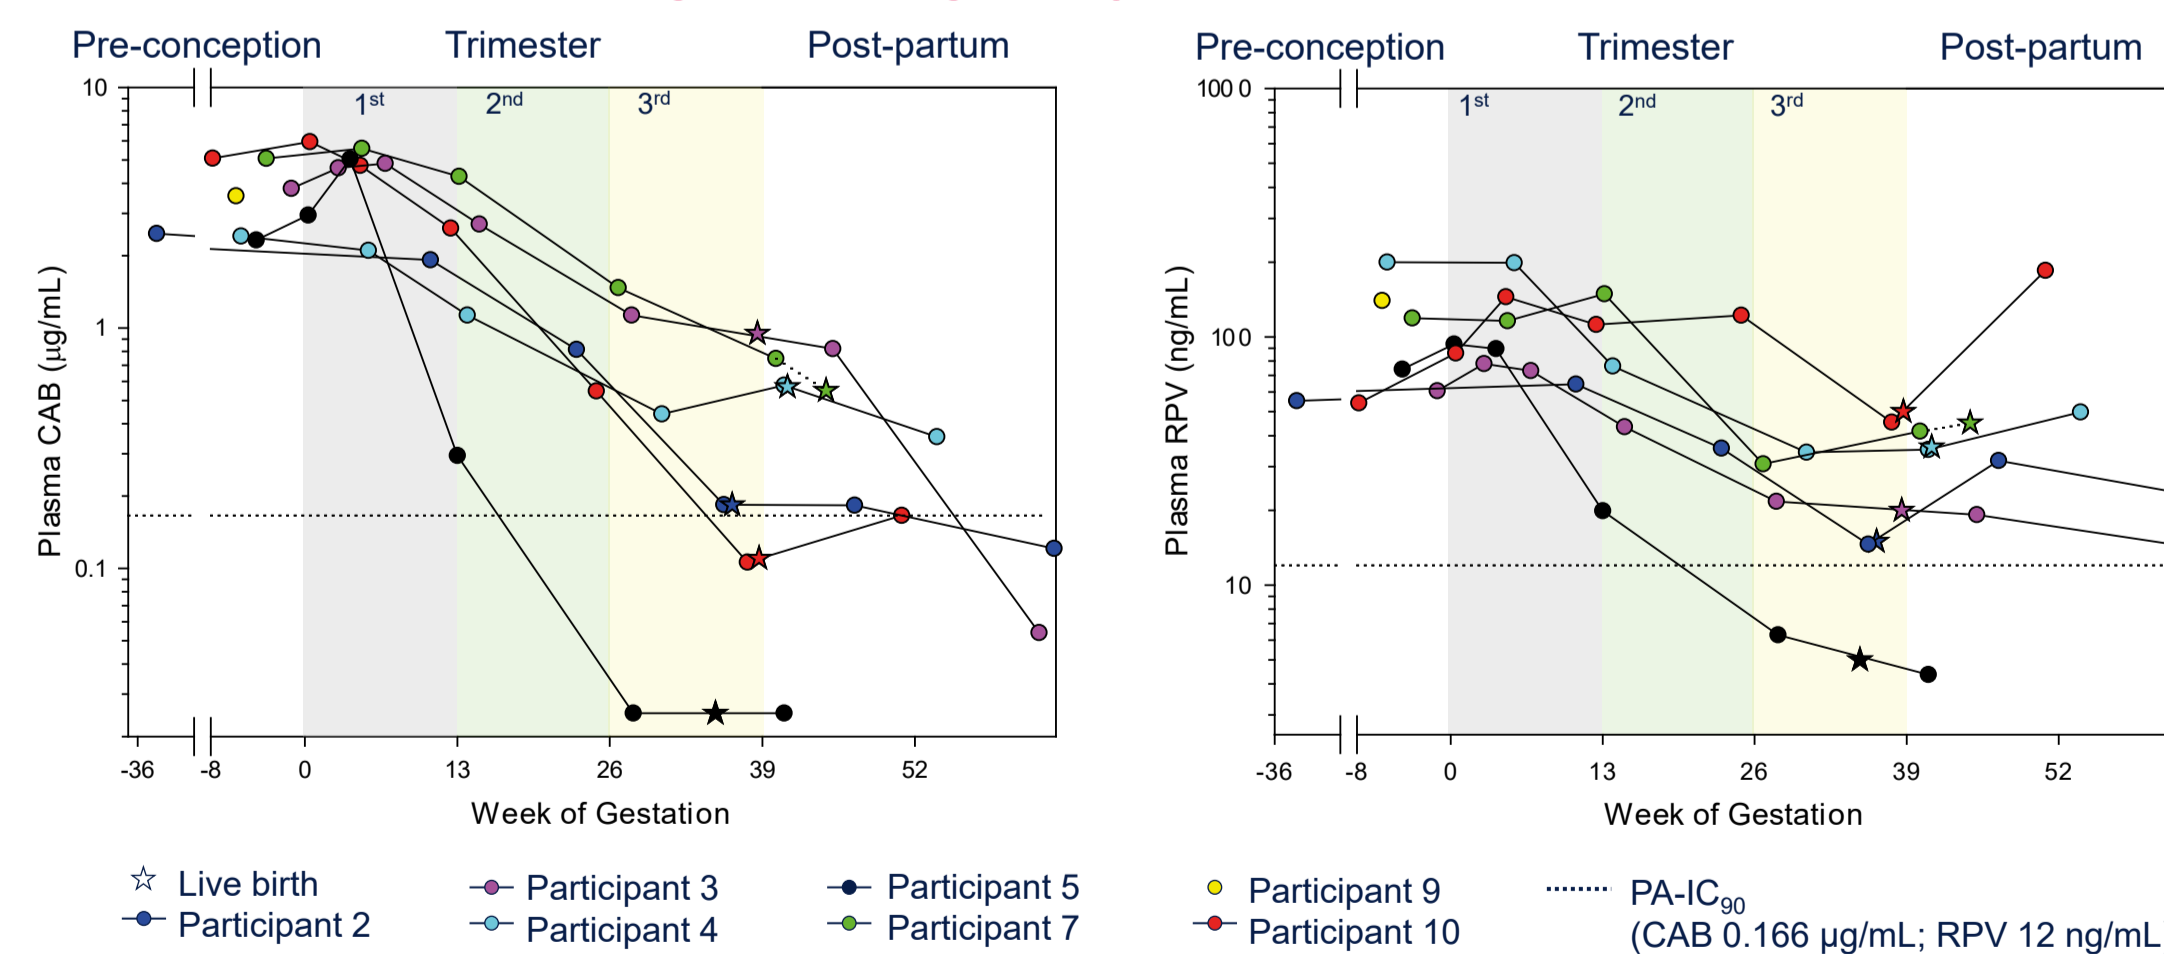 Pre-conception Trimester Post-partum
1st 2nd 3rd
10
1
0.1
Plasma CAB (µg/mL)
-36 -8 0 13 26 39 52
Week of Gestation
Pre-conception Trimester Post-partum
1st 2nd 3rd
100 0
10 0
10
Plasma RPV (ng/mL)
-36 -8 0 13 26 39 52
Week of Gestation
Live birth
Participant 2
Participant 3
Participant 4
Participant 5
Participant 7
Participant 9
Participant 10
PA-IC90
(CAB 0.166 µg/mL; RPV 12 ng/mL